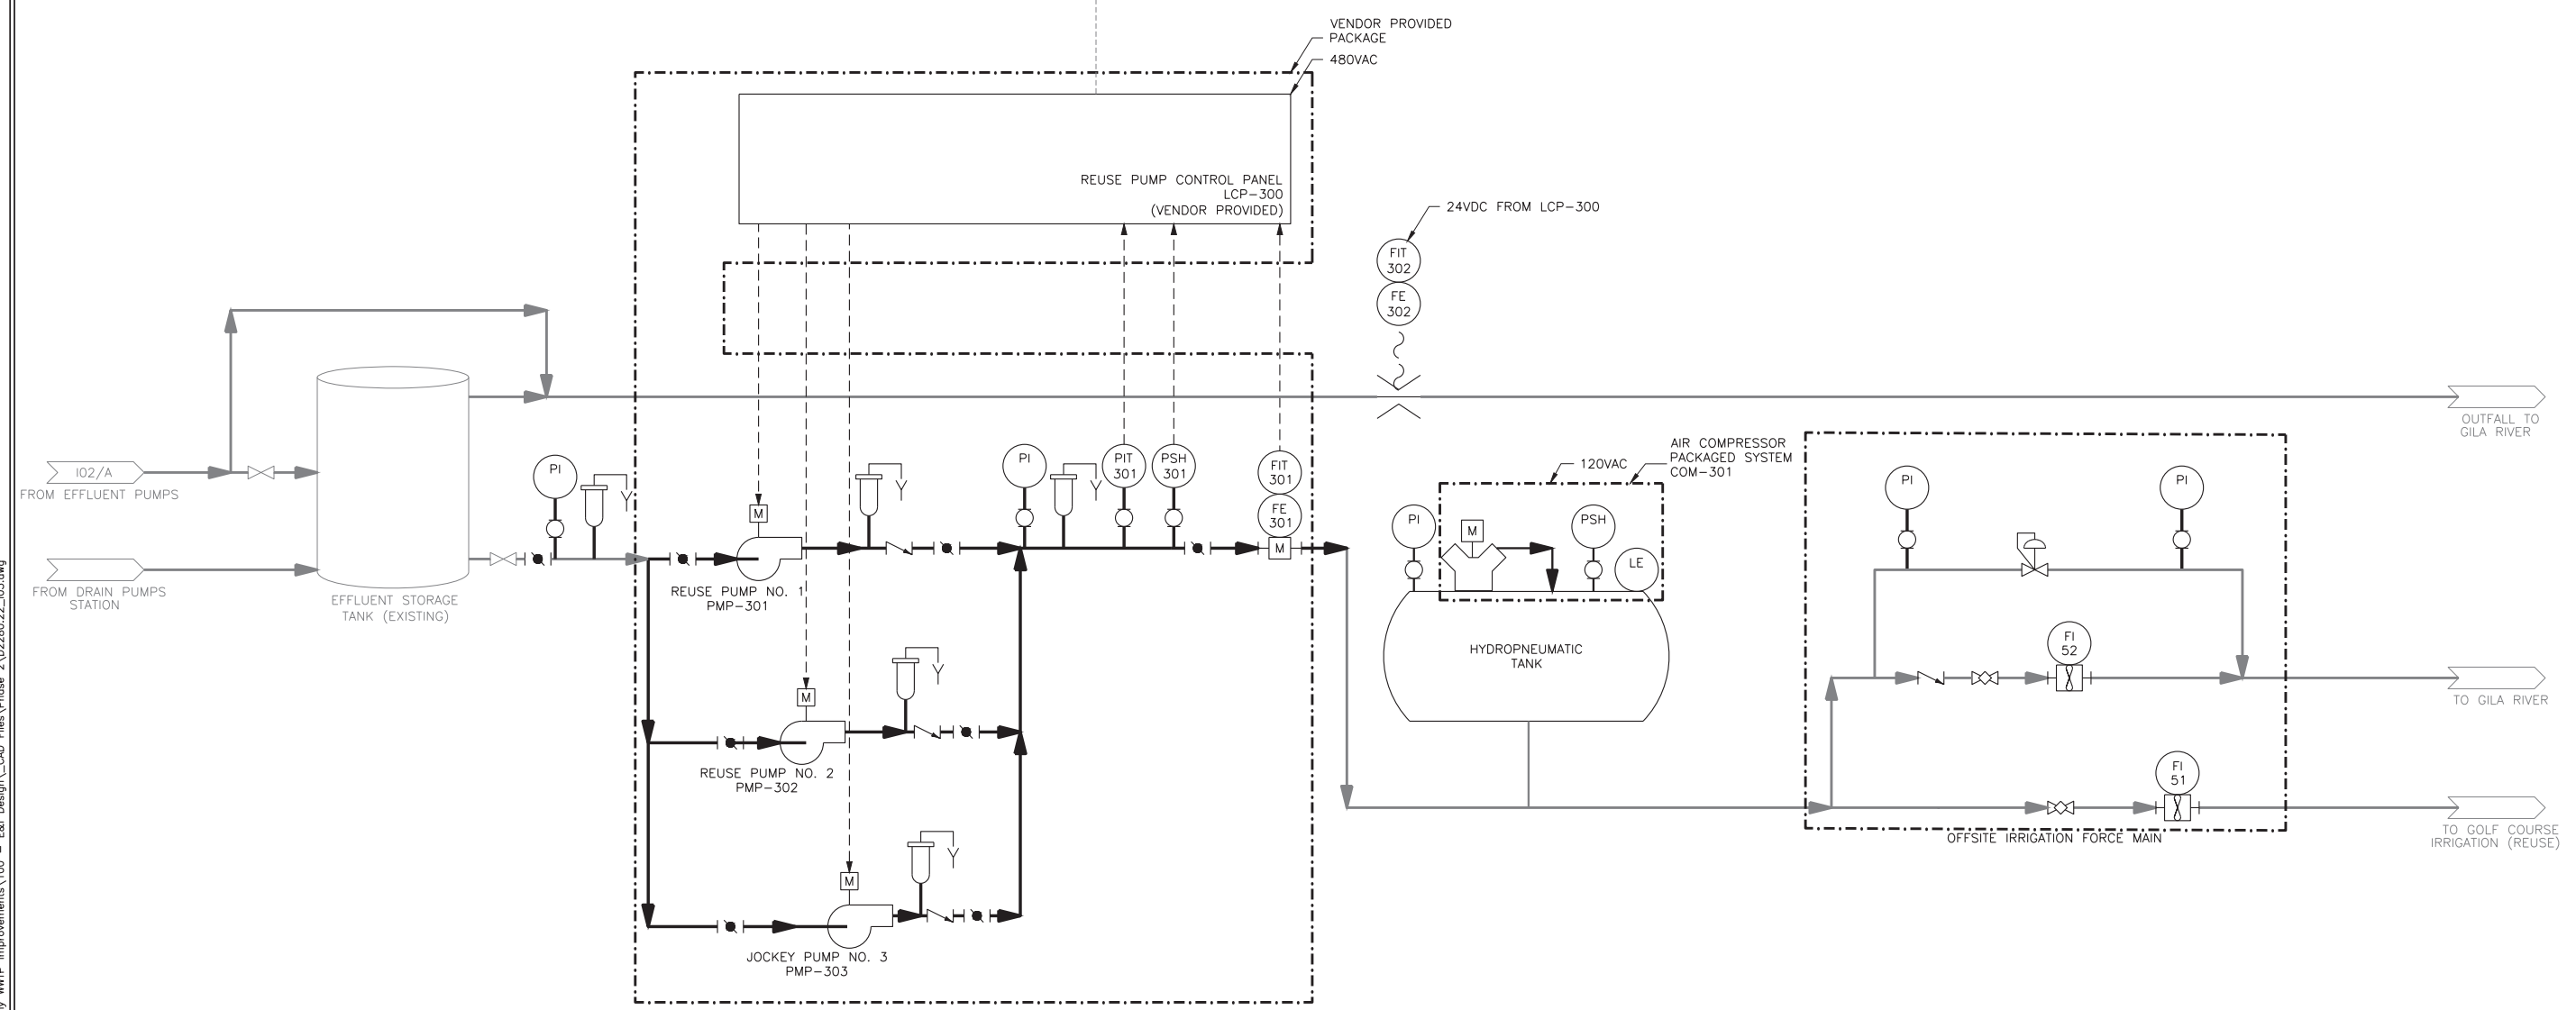 VENDOR PROVIDED
PACKAGE
480VAC
REUSE PUMP CONTROL PANEL
LCP-300
(VENDOR PROVIDED)
24VDC FROM LCP-300
FIT
302
FE
302
OUTFALL TO
GILA RIVER
I02/A
FROM EFFLUENT PUMPS
FROM DRAIN PUMPS
STATION
EFFLUENT STORAGE
TANK (EXISTING)
PI
M
REUSE PUMP NO. 1
PMP-301
PI
PIT
301
PSH
301
FIT
301
FE
301
M
M
REUSE PUMP NO. 2
PMP-302
M
JOCKEY PUMP NO. 3
PMP-303
120VAC
AIR COMPRESSOR
PACKAGED SYSTEM
COM-301
PI
M
PSH
LE
HYDROPNEUMATIC
TANK
PI
PI
FI
52
TO GILA RIVER
FI
51
OFFSITE IRRIGATION FORCE MAIN
TO GOLF COURSE
IRRIGATION (REUSE)